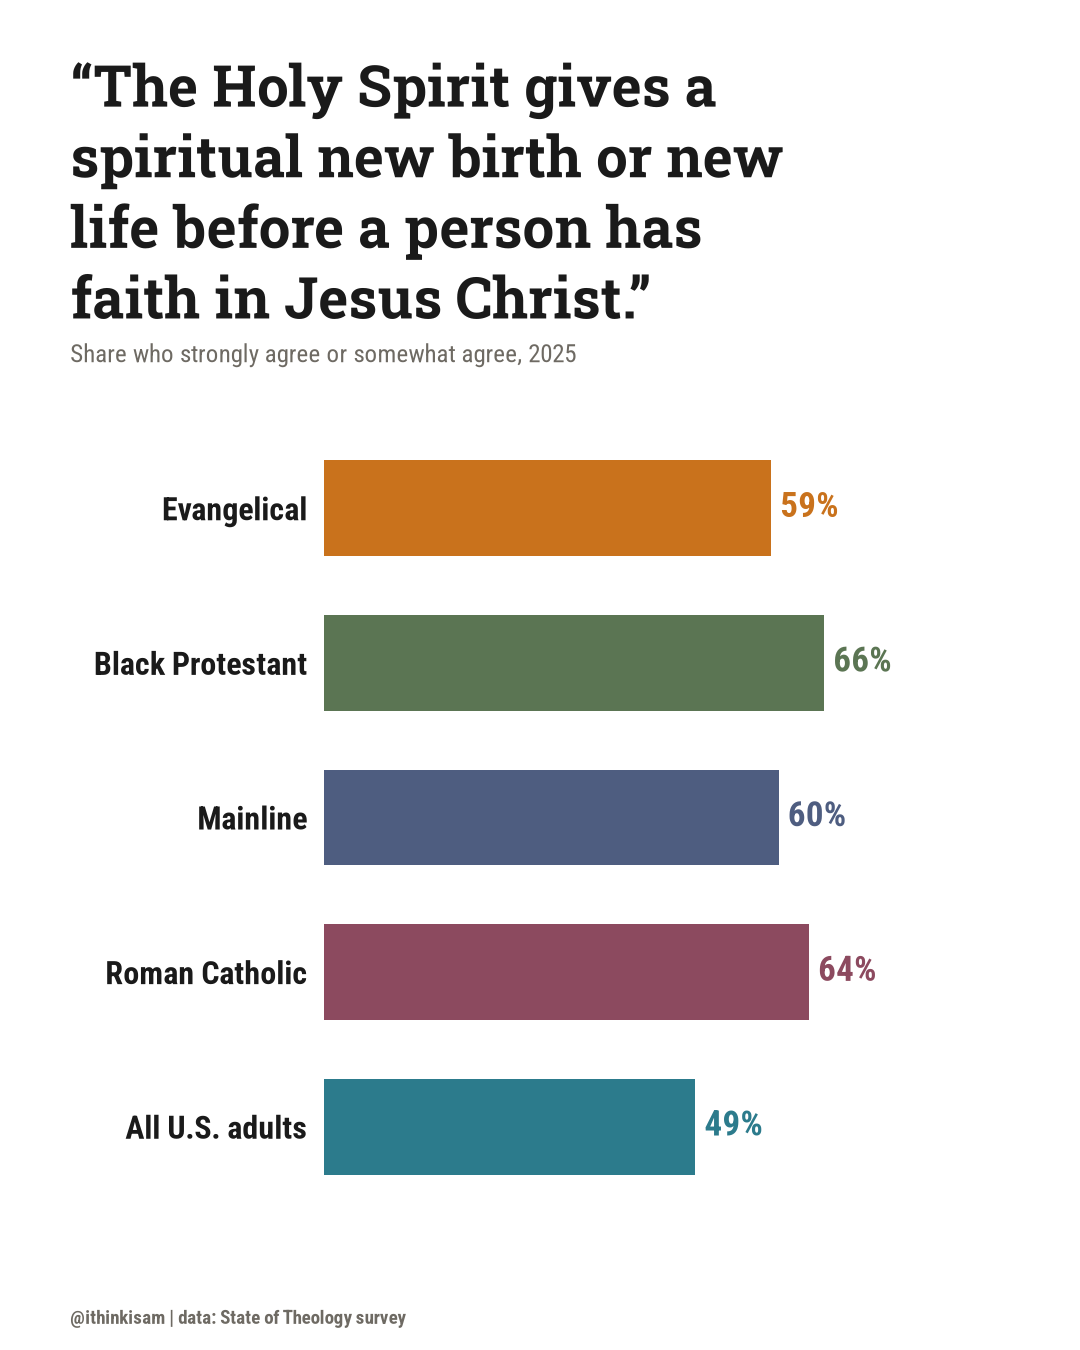 “The Holy Spirit gives a
spiritual new birth or new
life before a person has
faith in Jesus Christ.”
Share who strongly agree or somewhat agree, 2025
Evangelical
59%
Black Protestant
66%
Mainline
60%
Roman Catholic
64%
All U.S. adults
49%
@ithinkisam | data: State of Theology survey